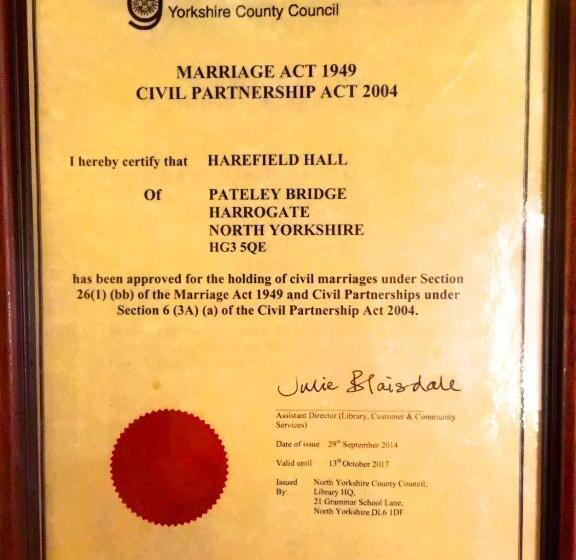 Yorkshire County Council
MARRIAGE ACT 1949
CIVIL PARTNERSHIP ACT 2004
I hereby certify that HAREFIELD HALL
Of PATELEY BRIDGE
HARROGATE
NORTH YORKSHIRE
HG3 5QE
has been approved for the holding of civil marriages under Section
26(1) (bb) of the Marriage Act 1949 and Civil Partnerships under
Section 6 (3A) (a) of the Civil Partnership Act 2004.
Julie Blaisdale
Assistant Director (Library, Customer & Community
Services)
Date of issue 29th September 2014
Valid until 13th October 2017
Issued North Yorkshire County Council,
By: Library HQ,
21 Grammar School Lane,
North Yorkshire DL6 1DF